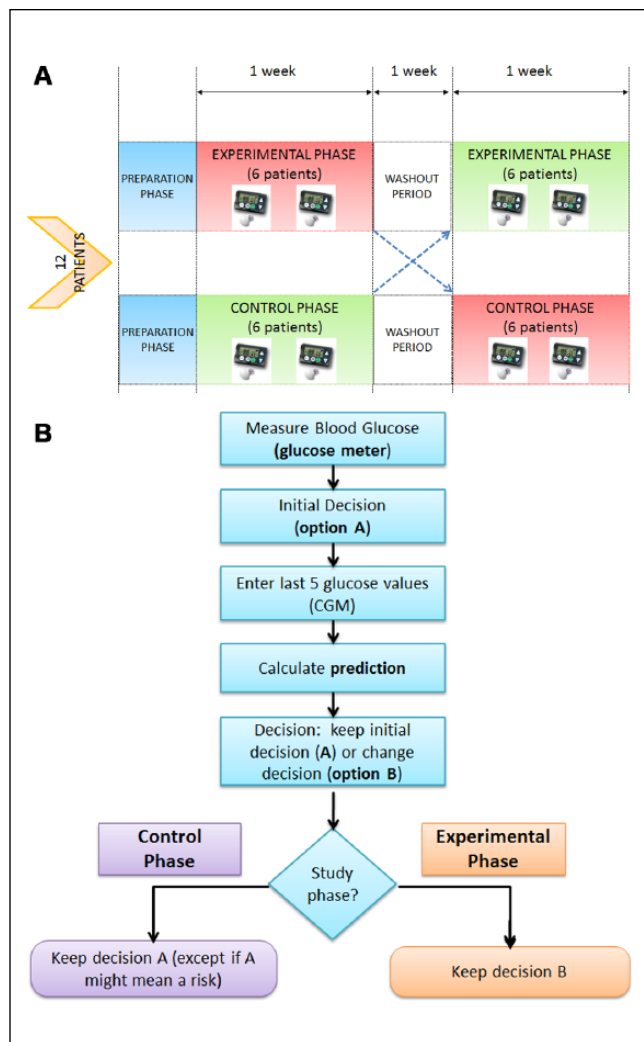 A
1 week
1 week
1 week
12
PATIENTS
PREPARATION
PHASE
EXPERIMENTAL PHASE
(6 patients)
WASHOUT
PERIOD
EXPERIMENTAL PHASE
(6 patients)
PREPARATION
PHASE
CONTROL PHASE
(6 patients)
WASHOUT
PERIOD
CONTROL PHASE
(6 patients)
B
Measure Blood Glucose
(glucose meter)
Initial Decision
(option A)
Enter last 5 glucose values
(CGM)
Calculate prediction
Decision: keep initial
decision (A) or change
decision (option B)
Control
Phase
Study
phase?
Experimental
Phase
Keep decision A (except if A
might mean a risk)
Keep decision B